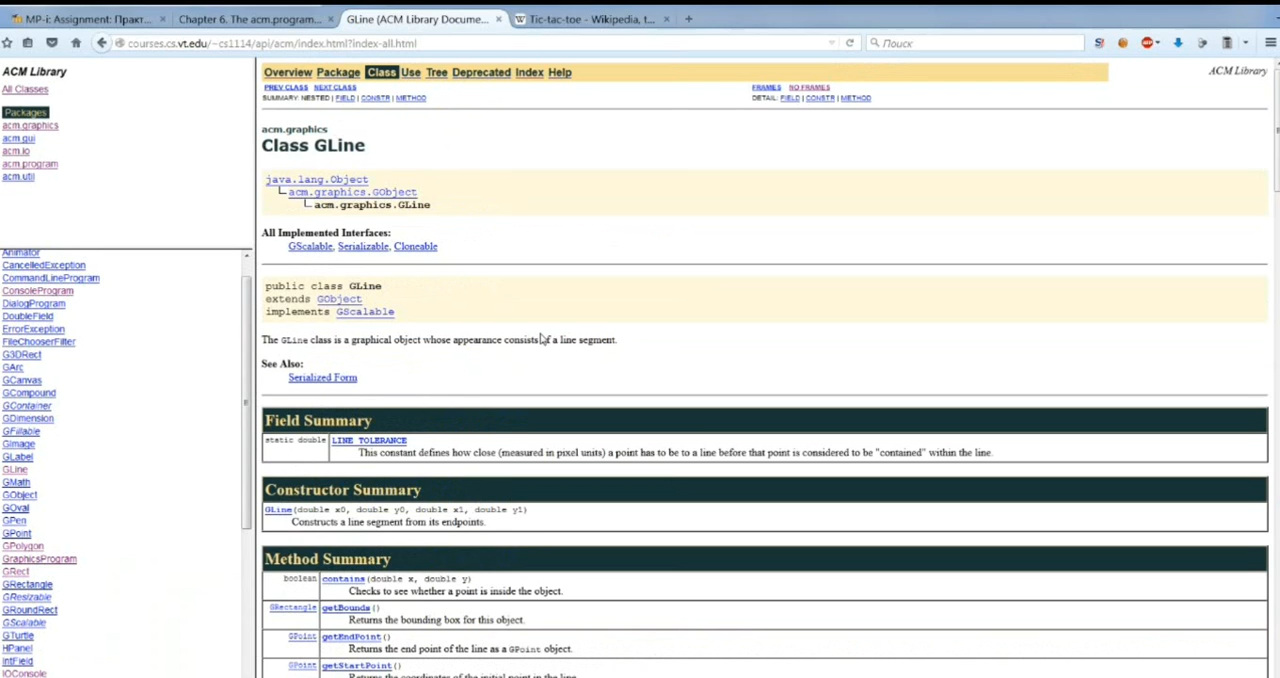 MP-i: Assignment: Практ...
Chapter 6. The acm.program...
GLine (ACM Library Docume...
Tic-tac-toe - Wikipedia, t...
courses.cs.vt.edu/~cs1114/api/acm/index.html?index-all.html
Поиск
ACM Library
All Classes
Packages
acm.graphics
acm.gui
acm.io
acm.program
acm.util
Animator
CancelledException
CommandLineProgram
ConsoleProgram
DialogProgram
DoubleField
ErrorException
FileChooserFilter
G3DRect
GArc
GCanvas
GCompound
GContainer
GDimension
GFillable
GImage
GLabel
GLine
GMath
GObject
GOval
GPen
GPoint
GPolygon
GraphicsProgram
GRect
GRectangle
GResizable
GRoundRect
GScalable
GTurtle
HPanel
IntField
IOConsole
Overview Package Class Use Tree Deprecated Index Help
ACM Library
PREV CLASS NEXT CLASS
FRAMES NO FRAMES
SUMMARY: NESTED | FIELD | CONSTR | METHOD
DETAIL: FIELD | CONSTR | METHOD
acm.graphics
Class GLine
java.lang.Object
acm.graphics.GObject
acm.graphics.GLine
All Implemented Interfaces:
GScalable, Serializable, Cloneable
public class GLine
extends GObject
implements GScalable
The GLine class is a graphical object whose appearance consists of a line segment.
See Also:
Serialized Form
Field Summary
static double LINE_TOLERANCE
This constant defines how close (measured in pixel units) a point has to be to a line before that point is considered to be "contained" within the line.
Constructor Summary
GLine(double x0, double y0, double x1, double y1)
Constructs a line segment from its endpoints.
Method Summary
boolean contains(double x, double y)
Checks to see whether a point is inside the object.
GRectangle getBounds()
Returns the bounding box for this object.
GPoint getEndPoint()
Returns the end point of the line as a GPoint object.
GPoint getStartPoint()
Returns the coordinates of the initial point in the line